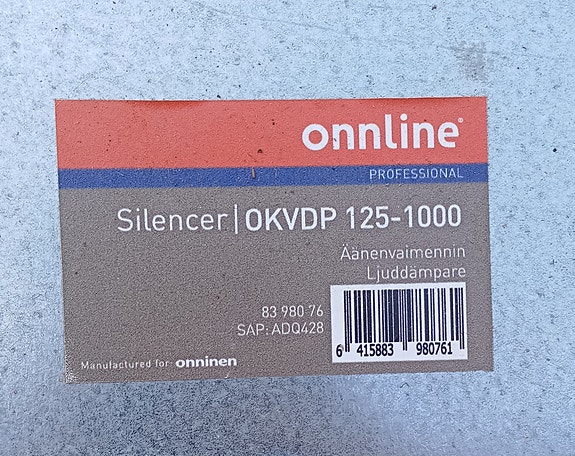 onnline®
PROFESSIONAL
Silencer | OKVDP 125-1000
Äänenvaimennin
Ljuddämpare
83 980 76
SAP: ADQ428
6 415883 980761
Manufactured for: onninen